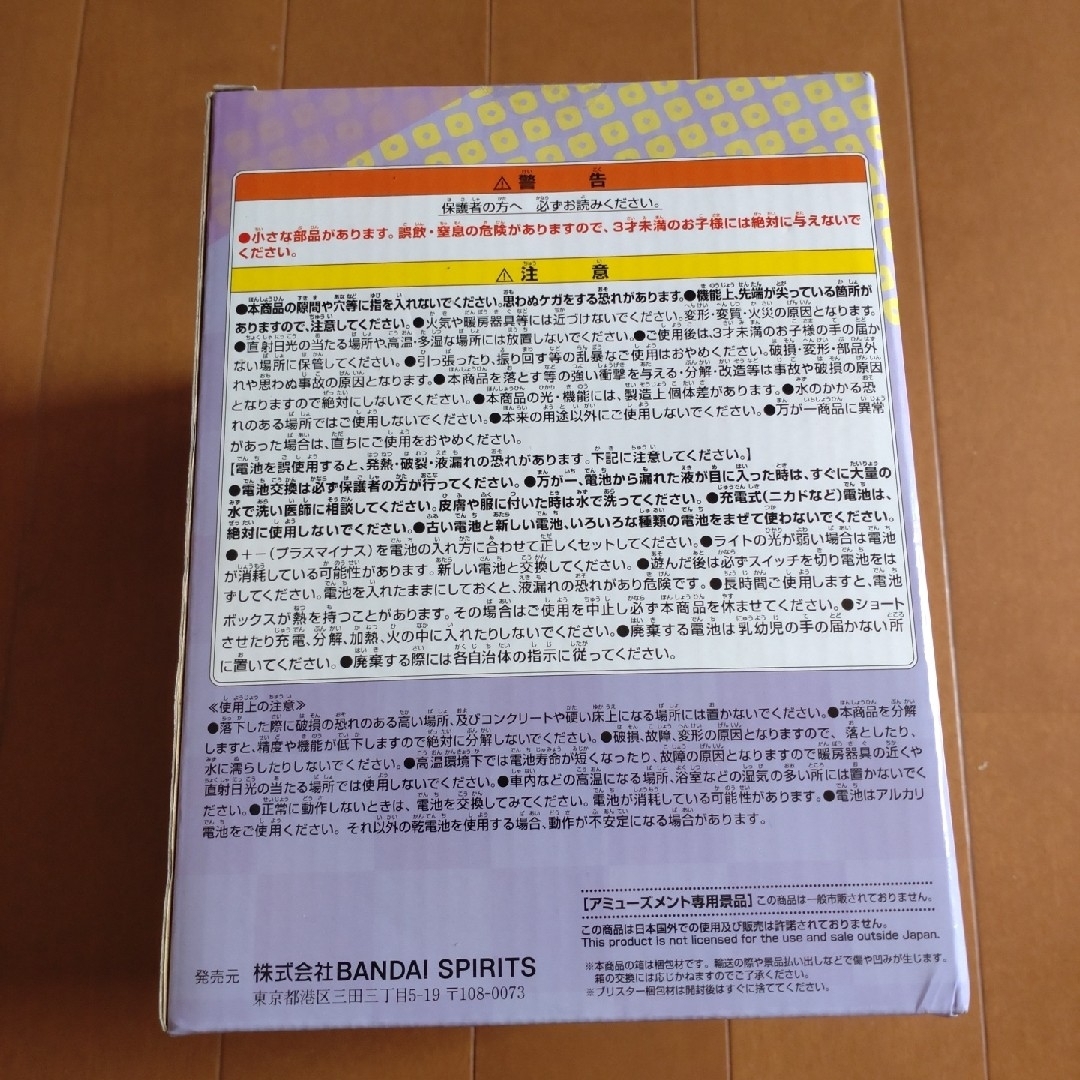 ⚠警告
保護者の方へ 必ずお読みください。
●小さな部品があります。誤飲・窒息の危険がありますので、3才未満のお子様には絶対に与えないで
ください。
⚠注意
●本商品の隙間や穴等に指を入れないでください。思わぬケガをする恐れがあります。●機能上、先端が尖っている箇所が
ありますので、注意してください。●火気や暖房器具等には近づけないでください。変形・変質・火災の原因となります。
●直射日光の当たる場所や高温・多湿な場所には放置しないでください。●ご使用後は、3才未満のお子様の手の届か
ない場所に保管してください。●引っ張ったり、振り回す等の乱暴なご使用はおやめください。破損・変形・部品外
れや思わぬ事故の原因となります。●本商品を落とす等の強い衝撃を与える・分解・改造等は事故や破損の原因
となりますので絶対にしないでください。●本商品の光・機能には、製造上個体差があります。●水のかかる恐
れのある場所ではご使用しないでください。●本来の用途以外にご使用しないでください。●万が一商品に異常
があった場合は、直ちにご使用をおやめください。
【電池を誤使用すると、発熱・破裂・液漏れの恐れがあります。下記に注意してください。】
●電池交換は必ず保護者の方が行ってください。●万が一、電池から漏れた液が目に入った時は、すぐに大量の
水で洗い医師に相談してください。皮膚や服に付いた時は水で洗ってください。●充電式(ニカドなど)電池は、
絶対に使用しないでください。●古い電池と新しい電池、いろいろな種類の電池をまぜて使わないでください。
●+−(プラスマイナス)を電池の入れ方に合わせて正しくセットしてください。●ライトの光が弱い場合は電池
が消耗している可能性があります。新しい電池と交換してください。●遊んだ後は必ずスイッチを切り電池をは
ずしてください。電池を入れたままにしておくと、液漏れの恐れがあり危険です。●長時間ご使用しますと、電池
ボックスが熱を持つことがあります。その場合はご使用を中止し必ず本商品を休ませてください。●ショート
させたり充電、分解、加熱、火の中に入れたりしないでください。●廃棄する電池は乳幼児の手の届かない所
に置いてください。●廃棄する際には各自治体の指示に従ってください。
≪使用上の注意≫
●落下した際に破損の恐れのある高い場所、及びコンクリートや硬い床上になる場所には置かないでください。●本商品を分解
しますと、精度や機能が低下しますので絶対に分解しないでください。●破損、故障、変形の原因となりますので、落としたり、
水に濡らしたりしないでください。●高温環境下では電池寿命が短くなったり、故障の原因となりますので暖房器具の近くや
直射日光の当たる場所では使用しないでください。●車内などの高温になる場所、浴室などの湿気の多い所には置かないでく
ださい。●正常に動作しないときは、電池を交換してみてください。電池が消耗している可能性があります。●電池はアルカリ
電池をご使用ください。それ以外の乾電池を使用する場合、動作が不安定になる場合があります。
[アミューズメント専用景品] この商品は一般市販されておりません。
この商品は日本国外での使用及び販売は許諾されておりません。
This product is not licensed for the use and sale outside Japan.
※本商品の箱は梱包材です。輸送の際や景品払い出しなどで傷や凹みが生じます。
箱の交換には応じかねますのでご了承ください。
※ブリスター梱包材は開封後はすぐに捨ててください。
発売元 株式会社BANDAI SPIRITS
東京都港区三田三丁目5-19 〒108-0073